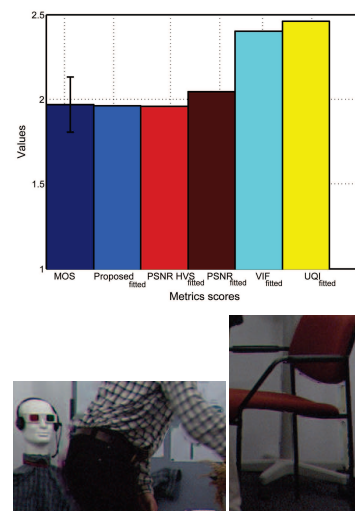 2.5
2
1.5
1
Values
MOS Proposed fitted PSNR HVS fitted PSNR fitted VIF fitted UQI fitted
Metrics scores